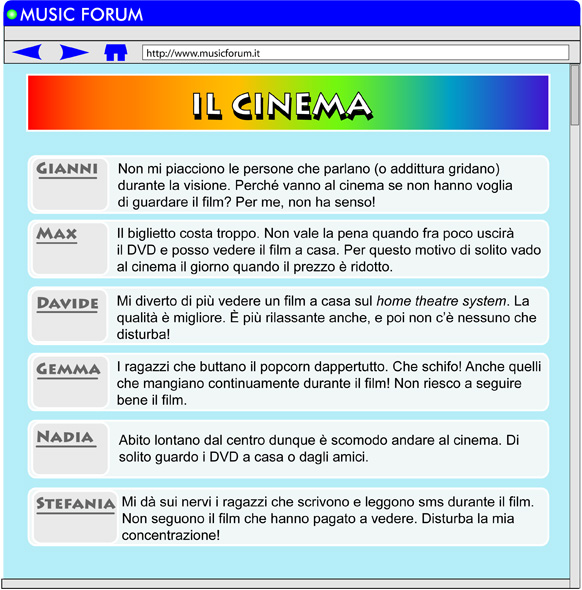 MUSIC FORUM
http://www.musicforum.it
IL CINEMA
GIANNI
Non mi piacciono le persone che parlano (o addittura gridano)
durante la visione. Perché vanno al cinema se non hanno voglia
di guardare il film? Per me, non ha senso!
MAX
Il biglietto costa troppo. Non vale la pena quando fra poco uscirà
il DVD e posso vedere il film a casa. Per questo motivo di solito vado
al cinema il giorno quando il prezzo è ridotto.
DAVIDE
Mi diverto di più vedere un film a casa sul home theatre system. La
qualità è migliore. È più rilassante anche, e poi non c'è nessuno che
disturba!
GEMMA
I ragazzi che buttano il popcorn dappertutto. Che schifo! Anche quelli
che mangiano continuamente durante il film! Non riesco a seguire
bene il film.
NADIA
Abito lontano dal centro dunque è scomodo andare al cinema. Di
solito guardo i DVD a casa o dagli amici.
STEFANIA
Mi dà sui nervi i ragazzi che scrivono e leggono sms durante il film.
Non seguono il film che hanno pagato a vedere. Disturba la mia
concentrazione!